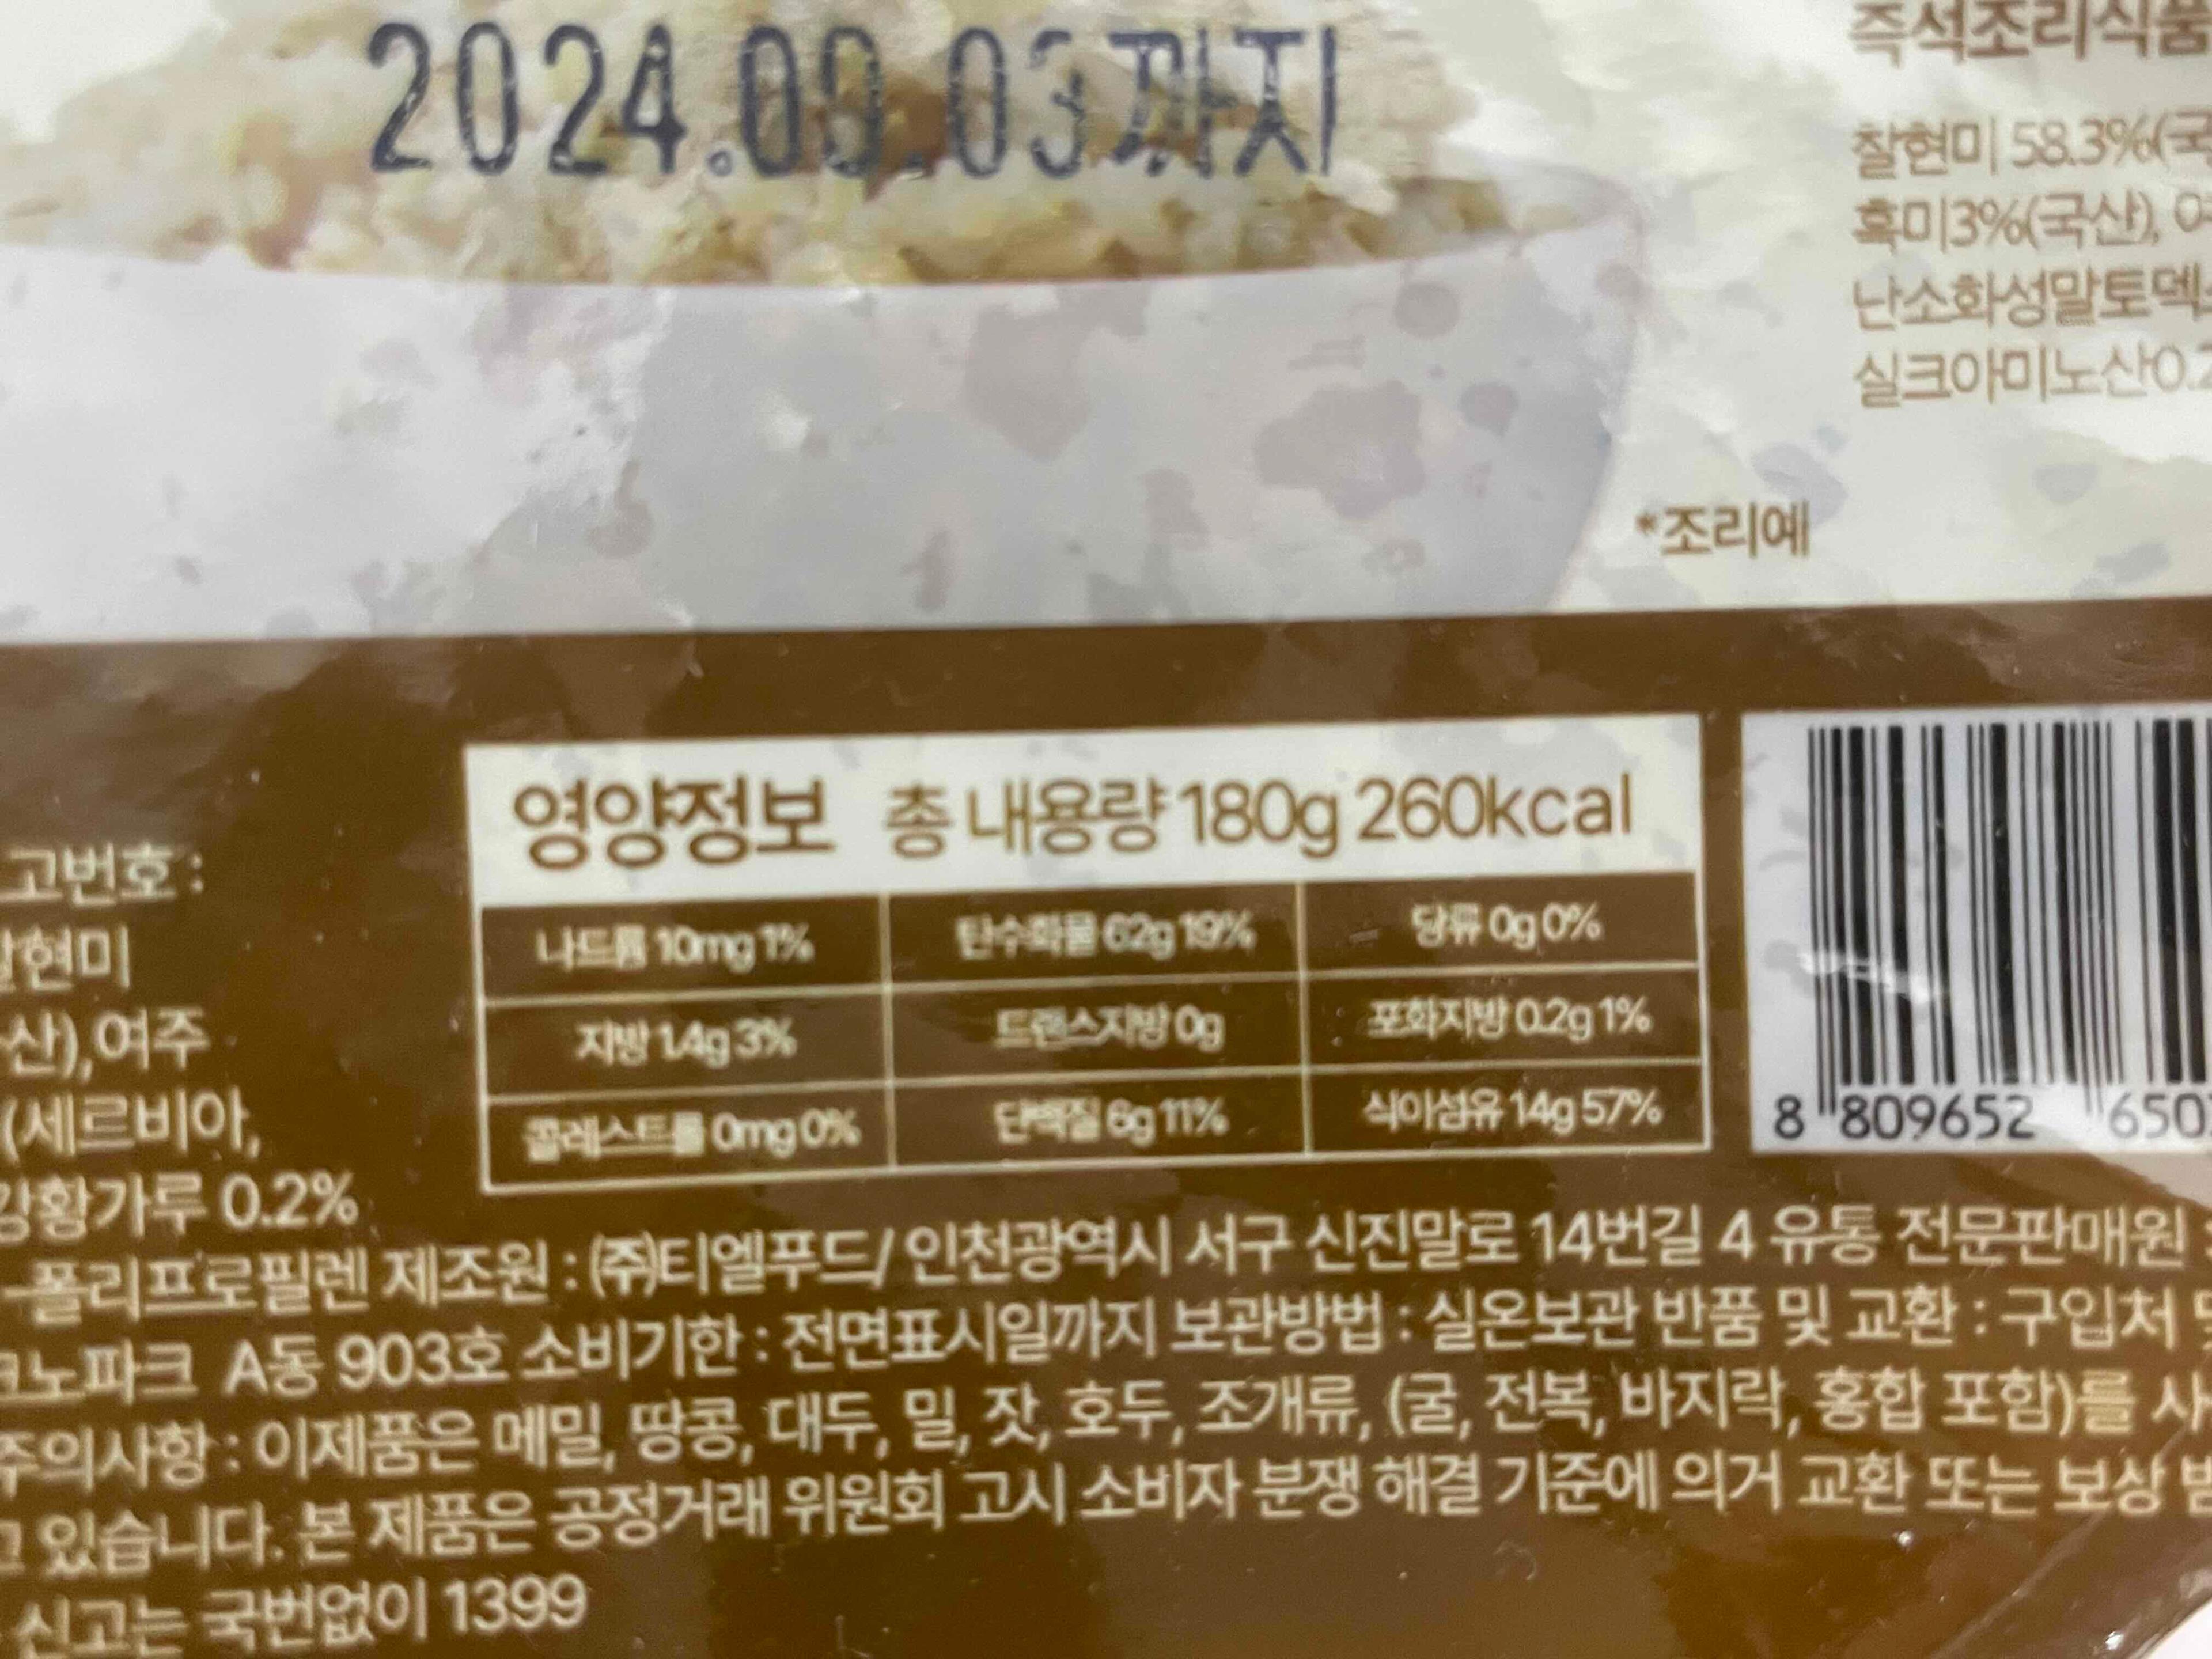 2024.09.03까지
즉석조리식품
찰현미 58.3%(국
흑미3%(국산),
난소화성말토덱
실크아미노산0.2
*조리예
영양정보 총 내용량 180g 260kcal
나트륨 10mg 1% 탄수화물 62g 19% 당류 0g 0%
지방 1.4g 3% 트랜스지방 0g 포화지방 0.2g 1%
콜레스테롤 0mg 0% 단백질 6g 11% 식이섬유 14g 57%
8 809652 650
고번호 :
찰현미
산), 여주
(세르비아,
강황가루 0.2%
폴리프로필렌 제조원 : (주)티엘푸드/ 인천광역시 서구 신진말로 14번길 4 유통 전문판매원
노파크 A동 903호 소비기한 : 전면표시일까지 보관방법 : 실온보관 반품 및 교환 : 구입처
주의사항 : 이제품은 메밀, 땅콩, 대두, 밀, 잣, 호두, 조개류, (굴, 전복, 바지락, 홍합 포함)를 사
고 있습니다. 본 제품은 공정거래 위원회 고시 소비자 분쟁 해결 기준에 의거 교환 또는 보상
신고는 국번없이 1399